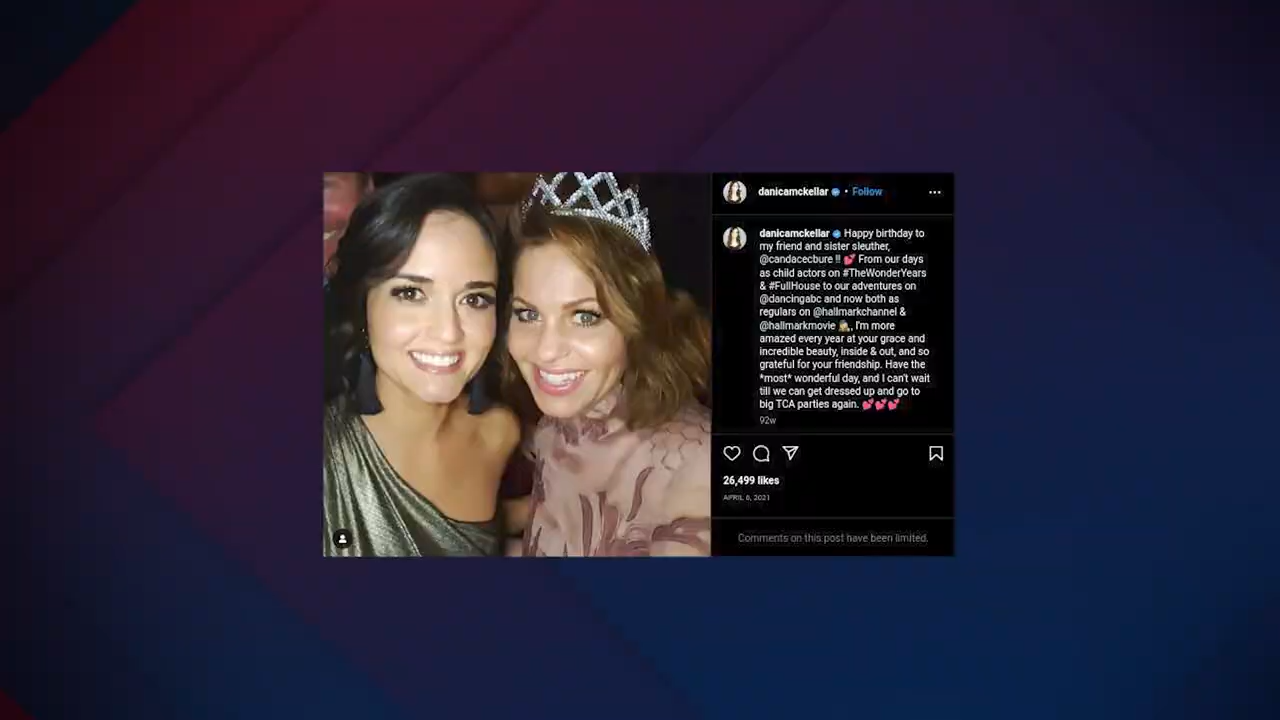 danicamckellar • Follow
danicamckellar Happy birthday to
my friend and sister sleuther,
@candacecbure !! 💕 From our days
as child actors on #TheWonderYears
& #FullHouse to our adventures on
@dancingabc and now both as
regulars on @hallmarkchannel &
@hallmarkmovie 🕵️‍♀️, I'm more
amazed every year at your grace and
incredible beauty, inside & out, and so
grateful for your friendship. Have the
*most* wonderful day, and I can't wait
till we can get dressed up and go to
big TCA parties again. 💕💕💕
92w
26,499 likes
APRIL 6, 2021
Comments on this post have been limited.